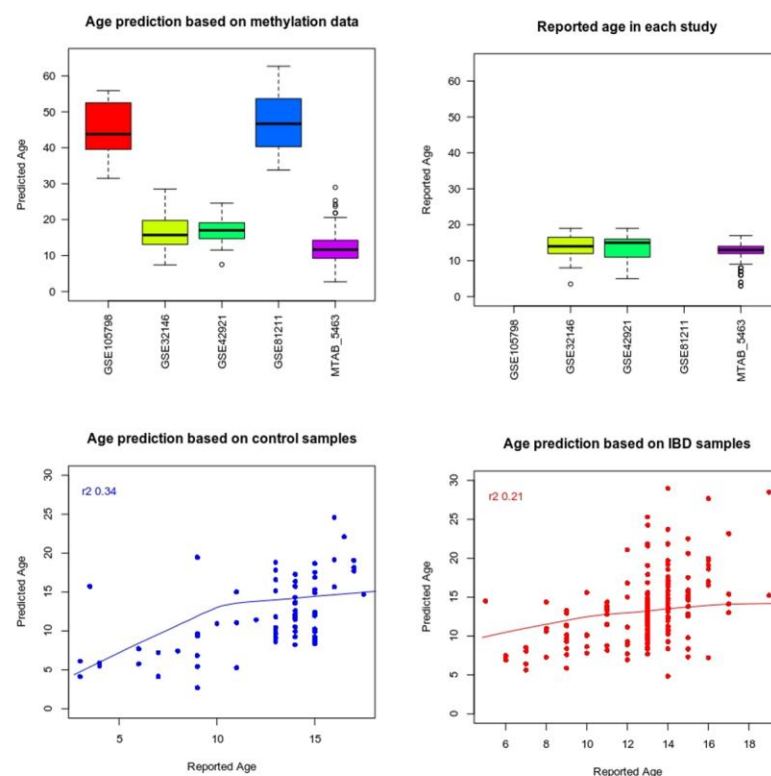 Age prediction based on methylation data
Predicted Age
60
50
40
30
20
10
0
GSE105798
GSE32146
GSE42921
GSE81211
MTAB_5463
Reported age in each study
Reported Age
60
50
40
30
20
10
0
GSE105798
GSE32146
GSE42921
GSE81211
MTAB_5463
Age prediction based on control samples
r2 0.34
Predicted Age
30
25
20
15
10
5
0
5
10
15
Reported Age
Age prediction based on IBD samples
r2 0.21
Predicted Age
30
25
20
15
10
5
0
6
8
10
12
14
16
18
Reported Age